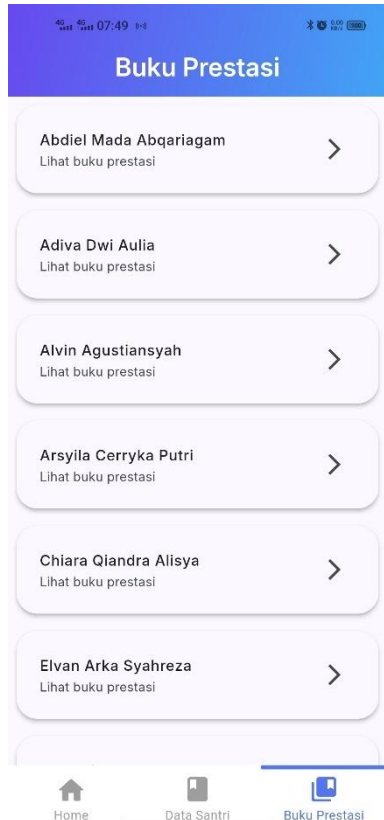 07:49
Buku Prestasi
Abdiel Mada Abqariagam
Lihat buku prestasi
Adiva Dwi Aulia
Lihat buku prestasi
Alvin Agustiansyah
Lihat buku prestasi
Arsyila Cerryka Putri
Lihat buku prestasi
Chiara Qiandra Alisya
Lihat buku prestasi
Elvan Arka Syahreza
Lihat buku prestasi
Home Data Santri Buku Prestasi